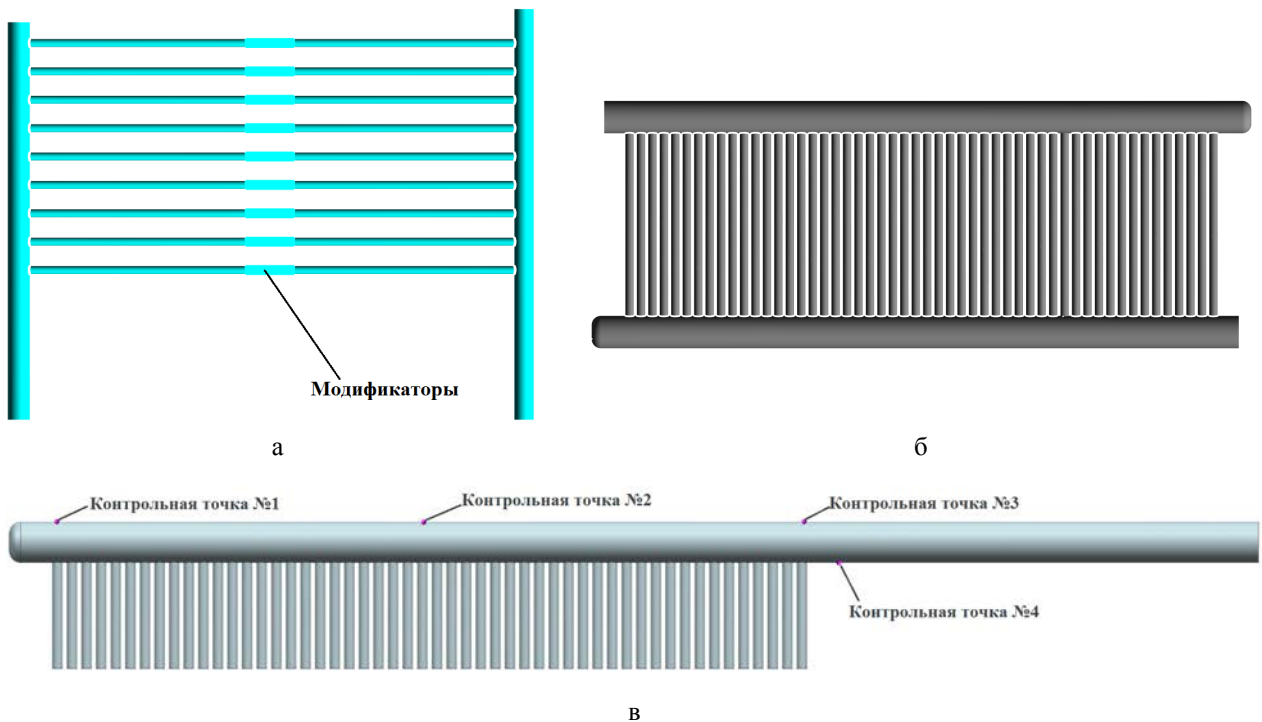 Модификаторы
а
б
Контрольная точка №1
Контрольная точка №2
Контрольная точка №3
Контрольная точка №4
в